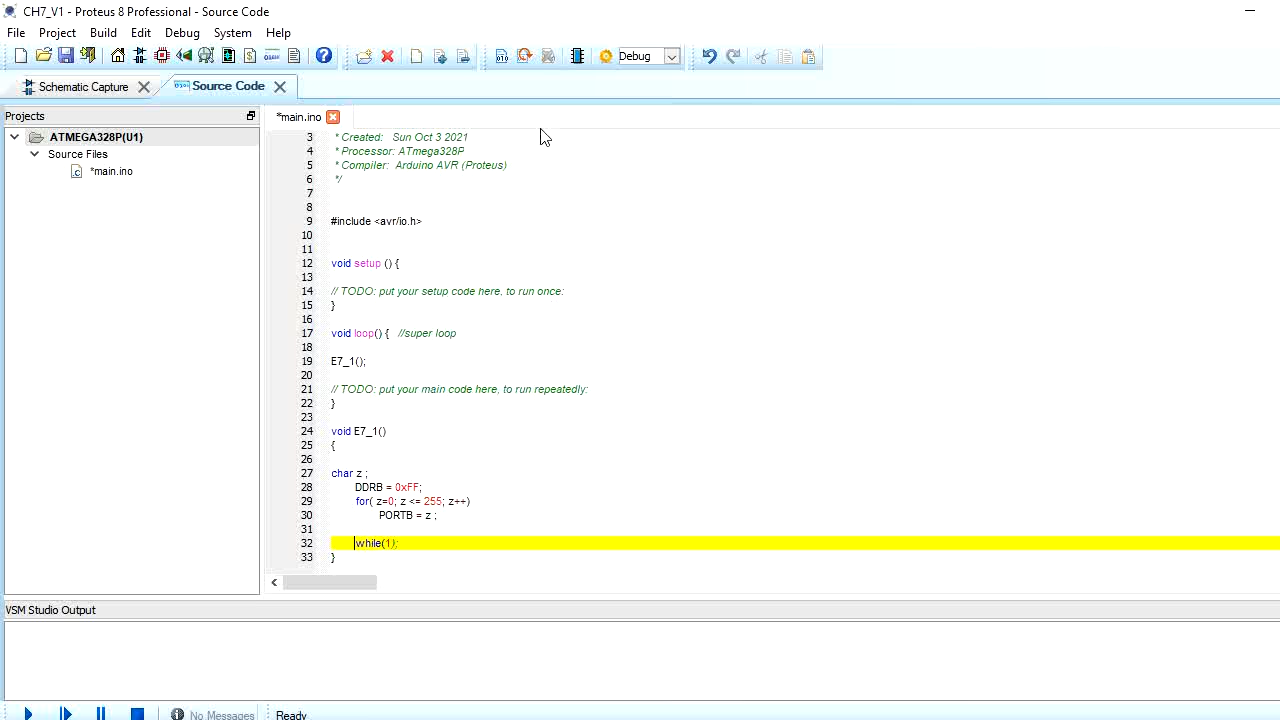 CH7_V1 - Proteus 8 Professional - Source Code
File Project Build Edit Debug System Help
Debug
Schematic Capture Source Code
Projects
*main.ino
ATMEGA328P(U1)
Source Files
*main.ino
3 * Created: Sun Oct 3 2021
4 * Processor: ATmega328P
5 * Compiler: Arduino AVR (Proteus)
6 */
7
8
9 #include <avr/io.h>
10
11
12 void setup () {
13
14 // TODO: put your setup code here, to run once:
15 }
16
17 void loop() { //super loop
18
19 E7_1();
20
21 // TODO: put your main code here, to run repeatedly:
22 }
23
24 void E7_1()
25 {
26
27 char z ;
28 DDRB = 0xFF;
29 for( z=0; z <= 255; z++)
30 PORTB = z ;
31
32 while(1);
33 }
VSM Studio Output
No Messages Ready